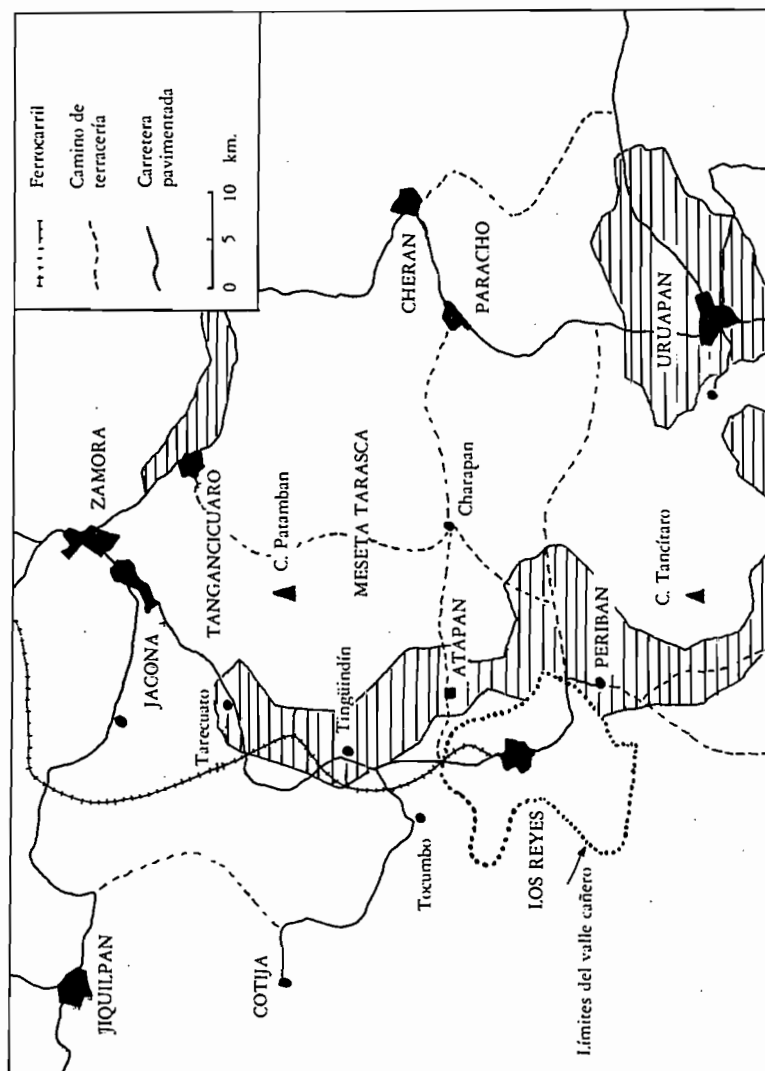 Ferrocarril
Camino de
terracería
Carretera
pavimentada
0 5 10 km.
JIQUILPAN
ZAMORA
JACONA
TANGANCICUARO
CHERAN
PARACHO
COTIJA
Tarecuato
C. Patamban
Tingüindín
MESETA TARASCA
Tocumbo
ATAPAN
Charapan
LOS REYES
PERIBAN
URUAPAN
C. Tancítaro
Límites del valle cañero